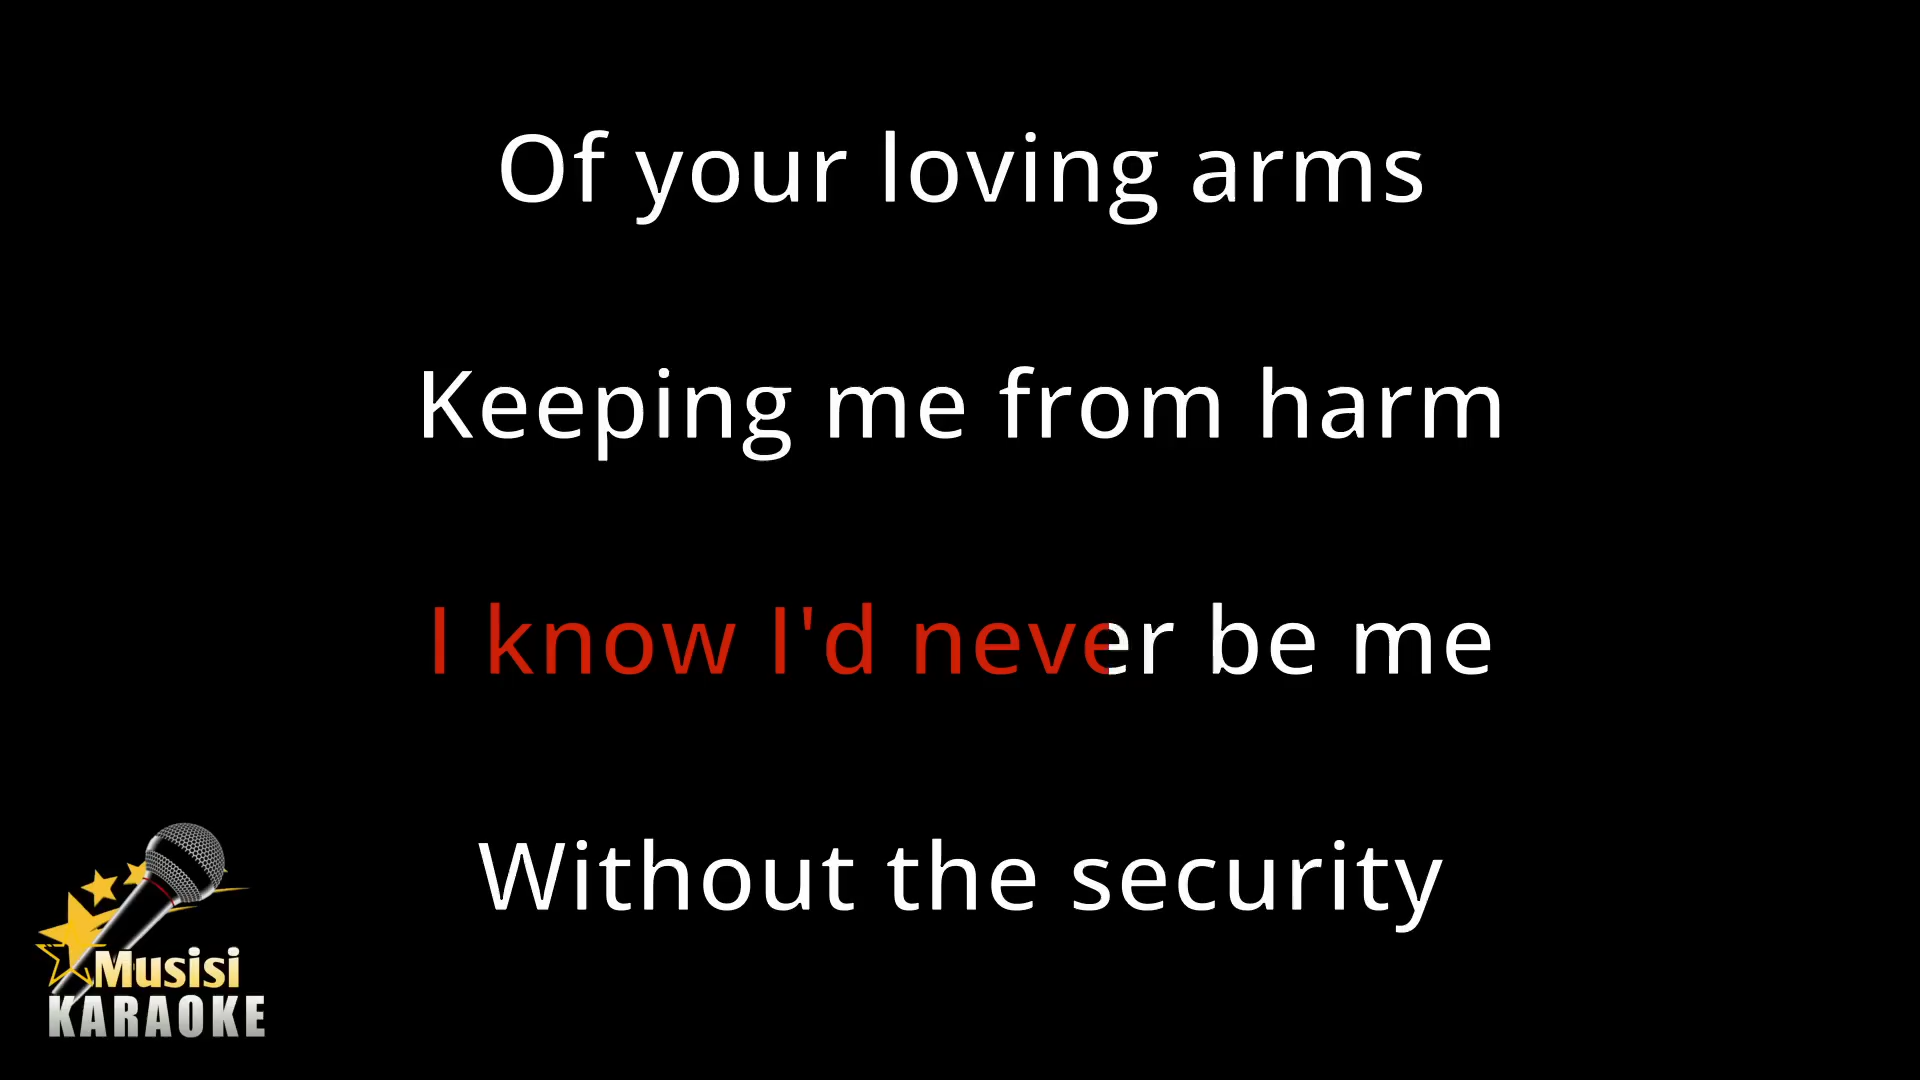 Of your loving arms
Keeping me from harm
I know I'd never be me
Without the security
Musisi
KARAOKE